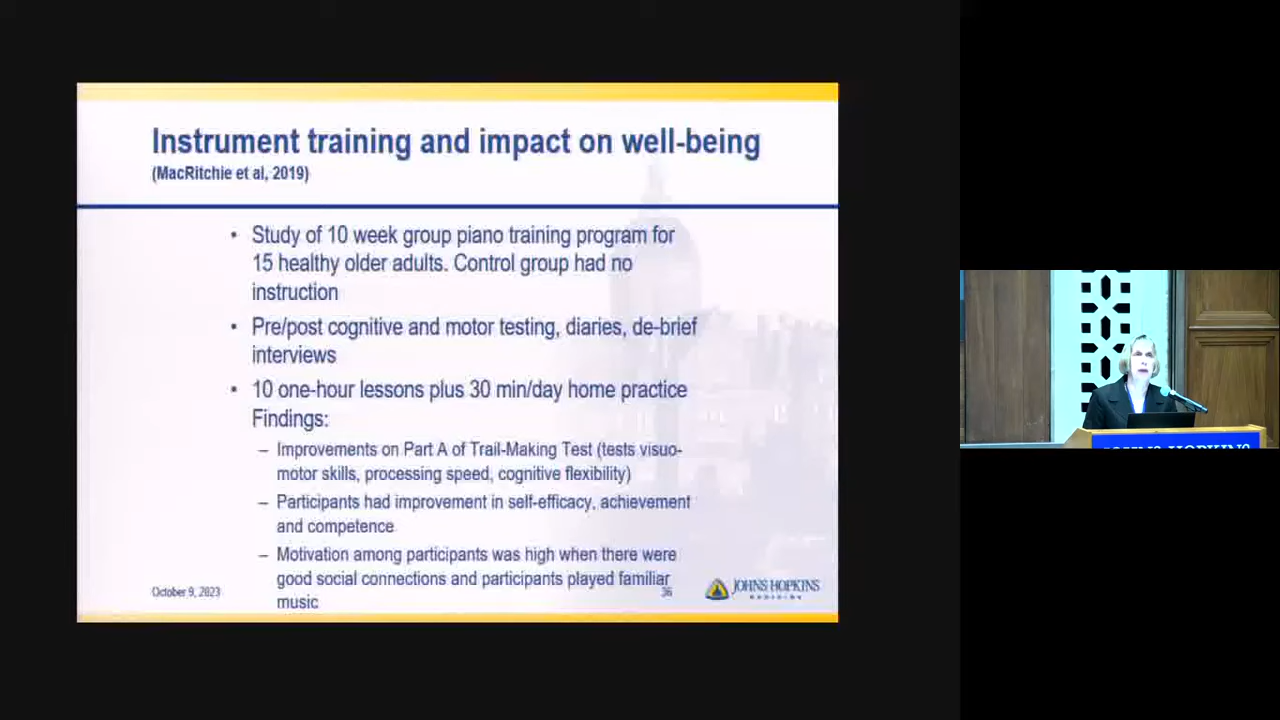 Instrument training and impact on well-being
(MacRitchie et al, 2019)
• Study of 10 week group piano training program for
15 healthy older adults. Control group had no
instruction
• Pre/post cognitive and motor testing, diaries, de-brief
interviews
• 10 one-hour lessons plus 30 min/day home practice
Findings:
– Improvements on Part A of Trail-Making Test (tests visuo-
motor skills, processing speed, cognitive flexibility)
– Participants had improvement in self-efficacy, achievement
and competence
– Motivation among participants was high when there were
good social connections and participants played familiar
music
October 9, 2023
36
JOHNS HOPKINS
MEDICINE
JOHNS HOPKINS